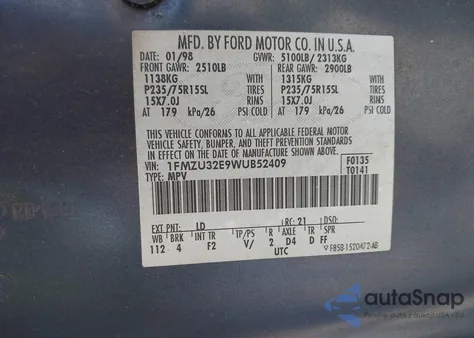 MFD. BY FORD MOTOR CO. IN U.S.A.
DATE: 01/98 GVWR: 5100LB/ 2313KG
FRONT GAWR: 2510LB REAR GAWR: 2900LB
1138KG WITH 1315KG WITH
P235/75R15SL TIRES P235/75R15SL TIRES
15X7.0J RIMS 15X7.0J RIMS
AT 179 kPa/26 PSI COLD AT 179 kPa/26 PSI COLD
THIS VEHICLE CONFORMS TO ALL APPLICABLE FEDERAL MOTOR
VEHICLE SAFETY, BUMPER, AND THEFT PREVENTION STANDARDS IN
EFFECT ON THE DATE OF MANUFACTURE SHOWN ABOVE.
VIN: 1FMZU32E9WUB52409 F0135
TYPE: MPV T0141
EXT PNT: LD RC: 21 DSO:
WB BRK INT TR TP/PS R AXLE TR SPR
112 4 F2 V/ 2 D4 D FF
UTC F85B-1520472-AB
autoSnap